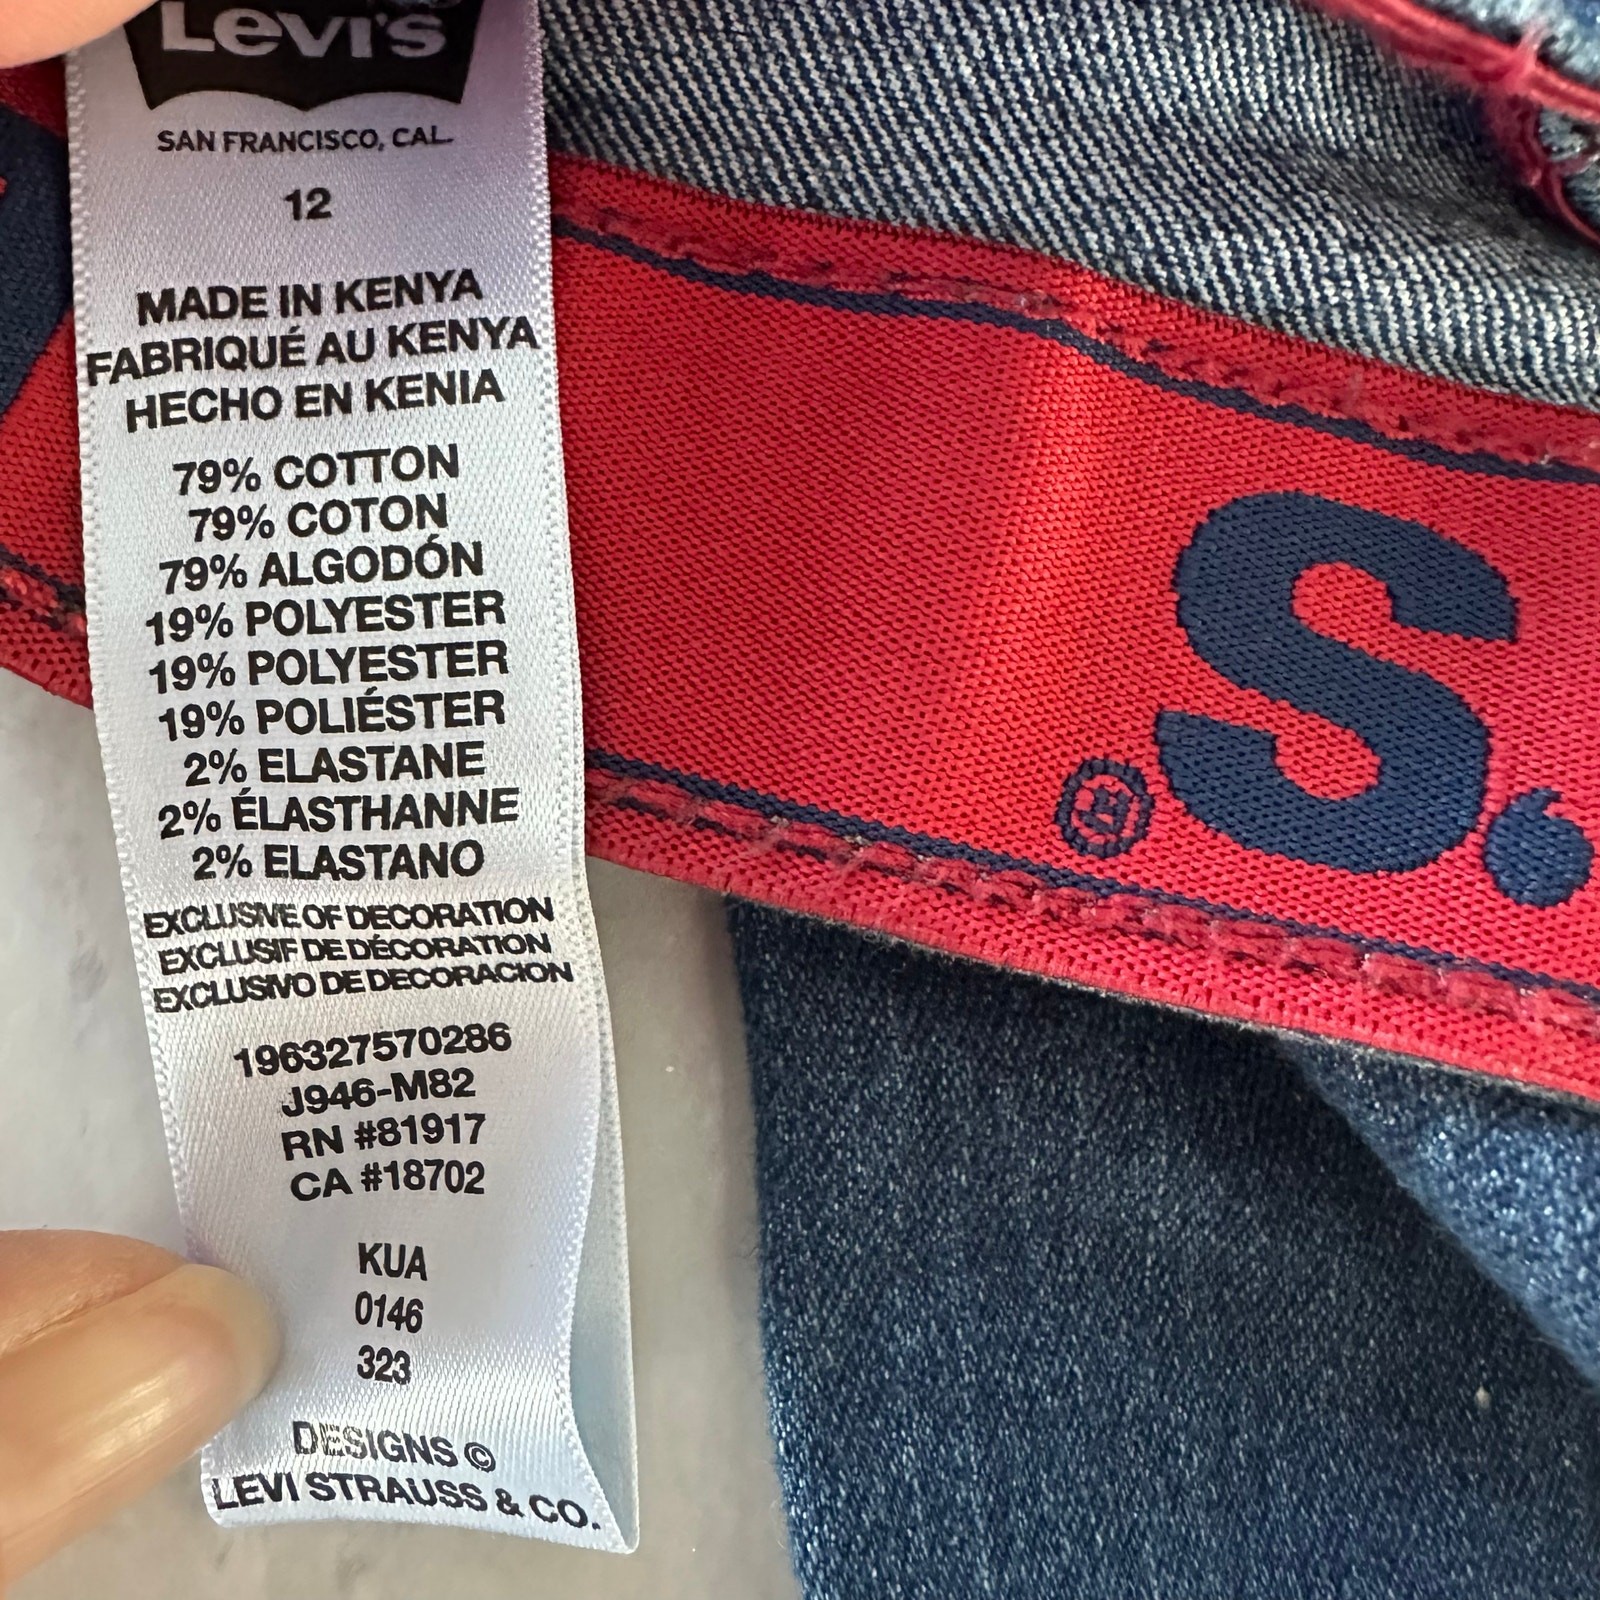 Levi's
SAN FRANCISCO, CAL.
12
MADE IN KENYA
FABRIQUÉ AU KENYA
HECHO EN KENIA
79% COTTON
79% COTON
79% ALGODÓN
19% POLYESTER
19% POLYESTER
19% POLIÉSTER
2% ELASTANE
2% ÉLASTHANNE
2% ELASTANO
EXCLUSIVE OF DECORATION
EXCLUSIF DE DÉCORATION
EXCLUSIVO DE DECORACION
196327570286
J946-M82
RN #81917
CA #18702
KUA
0146
323
DESIGNS ©
LEVI STRAUSS & CO.
'S
®